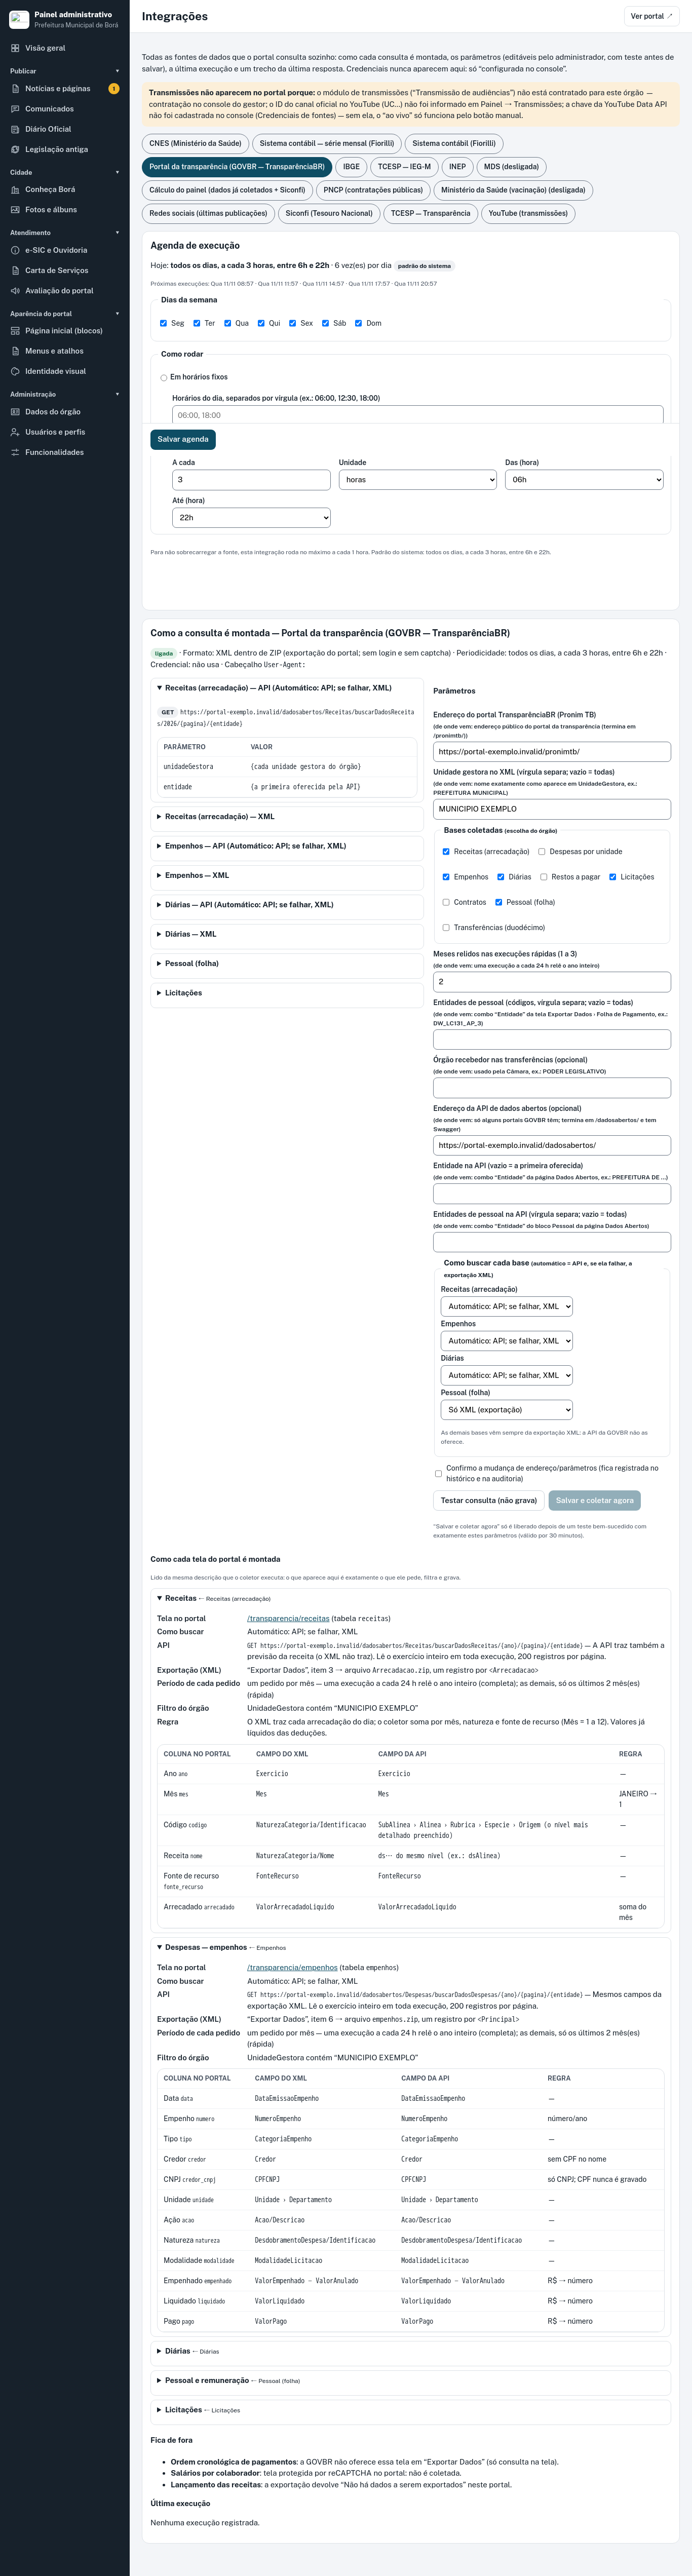 Painel administrativo
Prefeitura Municipal de Borá
Visão geral
Publicar
Notícias e páginas 1
Comunicados
Diário Oficial
Legislação antiga
Cidade
Conheça Borá
Fotos e álbuns
Atendimento
e-SIC e Ouvidoria
Carta de Serviços
Avaliação do portal
Aparência do portal
Página inicial (blocos)
Menus e atalhos
Identidade visual
Administração
Dados do órgão
Usuários e perfis
Funcionalidades
Integrações
Ver portal ↗
Todas as fontes de dados que o portal consulta sozinho: como cada consulta é montada, os parâmetros (editáveis pelo administrador, com teste antes de
salvar), a última execução e um trecho da última resposta. Credenciais nunca aparecem aqui: só “configurada no console”.
Transmissões não aparecem no portal porque: o módulo de transmissões (“Transmissão de audiências”) não está contratado para este órgão —
contratação no console do gestor; o ID do canal oficial no YouTube (UC...) não foi informado em Painel → Transmissões; a chave da YouTube Data API
não foi cadastrada no console (Credenciais de fontes) — sem ela, o “ao vivo” só funciona pelo botão manual.
CNES (Ministério da Saúde)
Sistema contábil — série mensal (Fiorilli)
Sistema contábil (Fiorilli)
Portal da transparência (GOVBR — TransparênciaBR)
IBGE
TCESP — IEG-M
INEP
MDS (desligada)
Cálculo do painel (dados já coletados + Siconfi)
PNCP (contratações públicas)
Ministério da Saúde (vacinação) (desligada)
Redes sociais (últimas publicações)
Siconfi (Tesouro Nacional)
TCESP — Transparência
YouTube (transmissões)
Agenda de execução
Hoje: todos os dias, a cada 3 horas, entre 6h e 22h · 6 vez(es) por dia padrão do sistema
Próximas execuções: Qua 11/11 08:57 · Qua 11/11 11:57 · Qua 11/11 14:57 · Qua 11/11 17:57 · Qua 11/11 20:57
Dias da semana
Seg Ter Qua Qui Sex Sáb Dom
Como rodar
Em horários fixos
Horários do dia, separados por vírgula (ex.: 06:00, 12:30, 18:00)
06:00, 18:00
Salvar agenda
A cada
3
Unidade
horas
Das (hora)
06h
Até (hora)
22h
Para não sobrecarregar a fonte, esta integração roda no máximo a cada 1 hora. Padrão do sistema: todos os dias, a cada 3 horas, entre 6h e 22h.
Como a consulta é montada — Portal da transparência (GOVBR — TransparênciaBR)
ligada · Formato: XML dentro de ZIP (exportação do portal; sem login e sem captcha) · Periodicidade: todos os dias, a cada 3 horas, entre 6h e 22h ·
Credencial: não usa · Cabeçalho User-Agent:
Receitas (arrecadação) — API (Automático: API; se falhar, XML)
GET https://portal-exemplo.invalid/dadosabertos/Receitas/buscarDadosReceita
s/2026/{pagina}/{entidade}
PARÂMETRO VALOR
unidadeGestora {cada unidade gestora do órgão}
entidade {a primeira oferecida pela API}
Receitas (arrecadação) — XML
Empenhos — API (Automático: API; se falhar, XML)
Empenhos — XML
Diárias — API (Automático: API; se falhar, XML)
Diárias — XML
Pessoal (folha)
Licitações
Parâmetros
Endereço do portal TransparênciaBR (Pronim TB)
(de onde vem: endereço público do portal da transparência (termina em
/pronimtb/))
https://portal-exemplo.invalid/pronimtb/
Unidade gestora no XML (vírgula separa; vazio = todas)
(de onde vem: nome exatamente como aparece em UnidadeGestora, ex.:
PREFEITURA MUNICIPAL)
MUNICIPIO EXEMPLO
Bases coletadas (escolha do órgão)
Receitas (arrecadação) Despesas por unidade
Empenhos Diárias Restos a pagar Licitações
Contratos Pessoal (folha)
Transferências (duodécimo)
Meses relidos nas execuções rápidas (1 a 3)
(de onde vem: uma execução a cada 24 h relê o ano inteiro)
2
Entidades de pessoal (códigos, vírgula separa; vazio = todas)
(de onde vem: combo “Entidade” da tela Exportar Dados › Folha de Pagamento, ex.:
DW_LC131_AP_3)
Órgão recebedor nas transferências (opcional)
(de onde vem: usado pela Câmara, ex.: PODER LEGISLATIVO)
Endereço da API de dados abertos (opcional)
(de onde vem: só alguns portais GOVBR têm; termina em /dadosabertos/ e tem
Swagger)
https://portal-exemplo.invalid/dadosabertos/
Entidade na API (vazio = a primeira oferecida)
(de onde vem: combo “Entidade” da página Dados Abertos, ex.: PREFEITURA DE ...)
Entidades de pessoal na API (vírgula separa; vazio = todas)
(de onde vem: combo “Entidade” do bloco Pessoal da página Dados Abertos)
Como buscar cada base (automático = API e, se ela falhar, a
exportação XML)
Receitas (arrecadação)
Automático: API; se falhar, XML
Empenhos
Automático: API; se falhar, XML
Diárias
Automático: API; se falhar, XML
Pessoal (folha)
Só XML (exportação)
As demais bases vêm sempre da exportação XML: a API da GOVBR não as
oferece.
Confirmo a mudança de endereço/parâmetros (fica registrada no
histórico e na auditoria)
Testar consulta (não grava)
Salvar e coletar agora
"Salvar e coletar agora" só é liberado depois de um teste bem-sucedido com
exatamente estes parâmetros (válido por 30 minutos).
Como cada tela do portal é montada
Lido da mesma descrição que o coletor executa: o que aparece aqui é exatamente o que ele pede, filtra e grava.
Receitas ← Receitas (arrecadação)
Tela no portal /transparencia/receitas (tabela receitas)
Como buscar Automático: API; se falhar, XML
API GET https://portal-exemplo.invalid/dadosabertos/Receitas/buscarDadosReceitas/{ano}/{pagina}/{entidade} — A API traz também a
previsão da receita (o XML não traz). Lê o exercício inteiro em toda execução, 200 registros por página.
Exportação (XML) “Exportar Dados”, item 3 → arquivo Arrecadacao.zip, um registro por <Arrecadacao>
Período de cada pedido um pedido por mês — uma execução a cada 24 h relê o ano inteiro (completa); as demais, só os últimos 2 mês(es)
(rápida)
Filtro do órgão UnidadeGestora contém “MUNICIPIO EXEMPLO”
Regra O XML traz cada arrecadação do dia; o coletor soma por mês, natureza e fonte de recurso (Mês = 1 a 12). Valores já
líquidos das deduções.
COLUNA NO PORTAL CAMPO DO XML CAMPO DA API REGRA
Ano ano Exercicio Exercicio —
Mês mes Mes Mes JANEIRO →
1
Código codigo NaturezaCategoria/Identificacao SubAlinea › Alinea › Rubrica › Especie › Origem (o nível mais
detalhado preenchido) —
Receita nome NaturezaCategoria/Nome ds… do mesmo nível (ex.: dsAlinea) —
Fonte de recurso
fonte_recurso FonteRecurso FonteRecurso —
Arrecadado arrecadado ValorArrecadadoLiquido ValorArrecadadoLiquido soma do
mês
Despesas — empenhos ← Empenhos
Tela no portal /transparencia/empenhos (tabela empenhos)
Como buscar Automático: API; se falhar, XML
API GET https://portal-exemplo.invalid/dadosabertos/Despesas/buscarDadosDespesas/{ano}/{pagina}/{entidade} — Mesmos campos da
exportação XML. Lê o exercício inteiro em toda execução, 200 registros por página.
Exportação (XML) “Exportar Dados”, item 6 → arquivo empenhos.zip, um registro por <Principal>
Período de cada pedido um pedido por mês — uma execução a cada 24 h relê o ano inteiro (completa); as demais, só os últimos 2 mês(es)
(rápida)
Filtro do órgão UnidadeGestora contém “MUNICIPIO EXEMPLO”
COLUNA NO PORTAL CAMPO DO XML CAMPO DA API REGRA
Data data DataEmissaoEmpenho DataEmissaoEmpenho —
Empenho numero NumeroEmpenho NumeroEmpenho número/ano
Tipo tipo CategoriaEmpenho CategoriaEmpenho —
Credor credor Credor Credor sem CPF no nome
CNPJ credor_cnpj CPFCNPJ CPFCNPJ só CNPJ; CPF nunca é gravado
Unidade unidade Unidade › Departamento Unidade › Departamento —
Ação acao Acao/Descricao Acao/Descricao —
Natureza natureza DesdobramentoDespesa/Identificacao DesdobramentoDespesa/Identificacao —
Modalidade modalidade ModalidadeLicitacao ModalidadeLicitacao —
Empenhado empenhado ValorEmpenhado − ValorAnulado ValorEmpenhado − ValorAnulado R$ → número
Liquidado liquidado ValorLiquidado ValorLiquidado R$ → número
Pago pago ValorPago ValorPago R$ → número
Diárias ← Diárias
Pessoal e remuneração ← Pessoal (folha)
Licitações ← Licitações
Fica de fora
Ordem cronológica de pagamentos: a GOVBR não oferece essa tela em “Exportar Dados” (só consulta na tela).
Salários por colaborador: tela protegida por reCAPTCHA no portal: não é coletada.
Lançamento das receitas: a exportação devolve “Não há dados a serem exportados” neste portal.
Última execução
Nenhuma execução registrada.